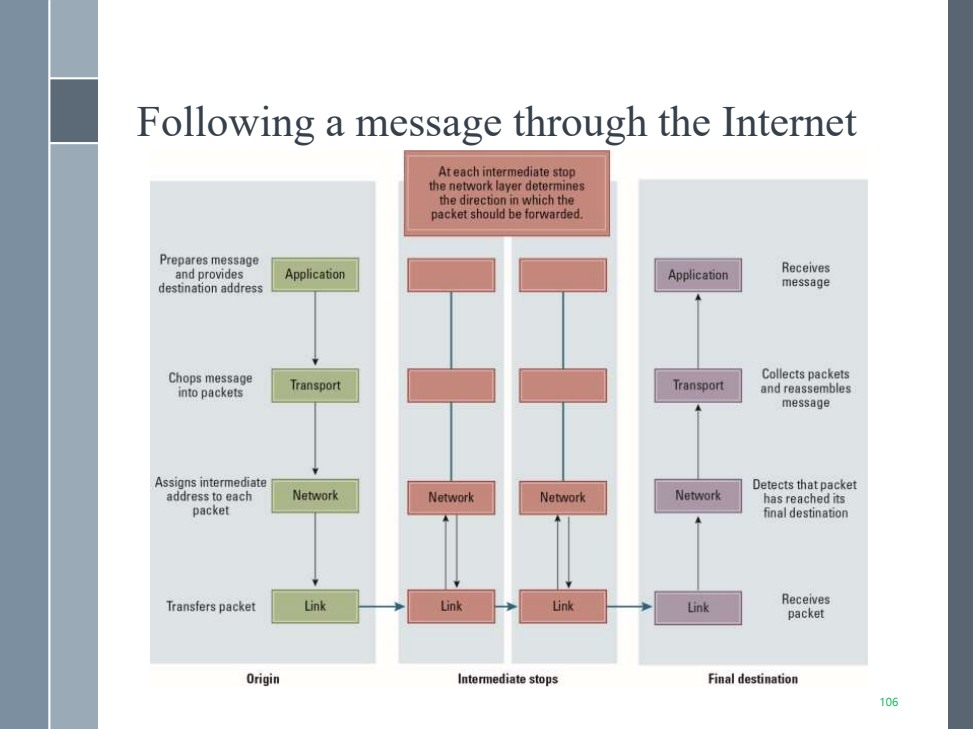 Following a message through the Internet
At each intermediate stop
the network layer determines
the direction in which the
packet should be forwarded.
Prepares message
and provides
destination address
Application
Application
Receives
message
Chops message
into packets
Transport
Transport
Collects packets
and reassembles
message
Assigns intermediate
address to each
packet
Network
Network
Network
Network
Detects that packet
has reached its
final destination
Transfers packet
Link
Link
Link
Link
Receives
packet
Origin
Intermediate stops
Final destination
106